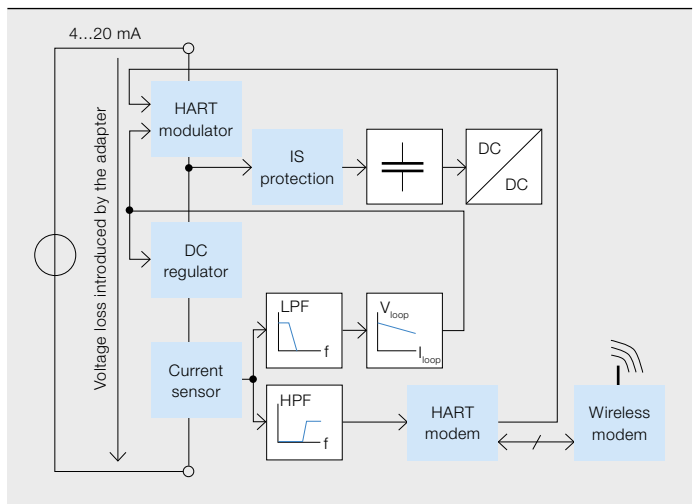 4...20 mA
Voltage loss introduced by the adapter
HART
modulator
IS
protection
DC
DC
DC
regulator
LPF
f
V loop
I loop
Current
sensor
HPF
f
HART
modem
Wireless
modem